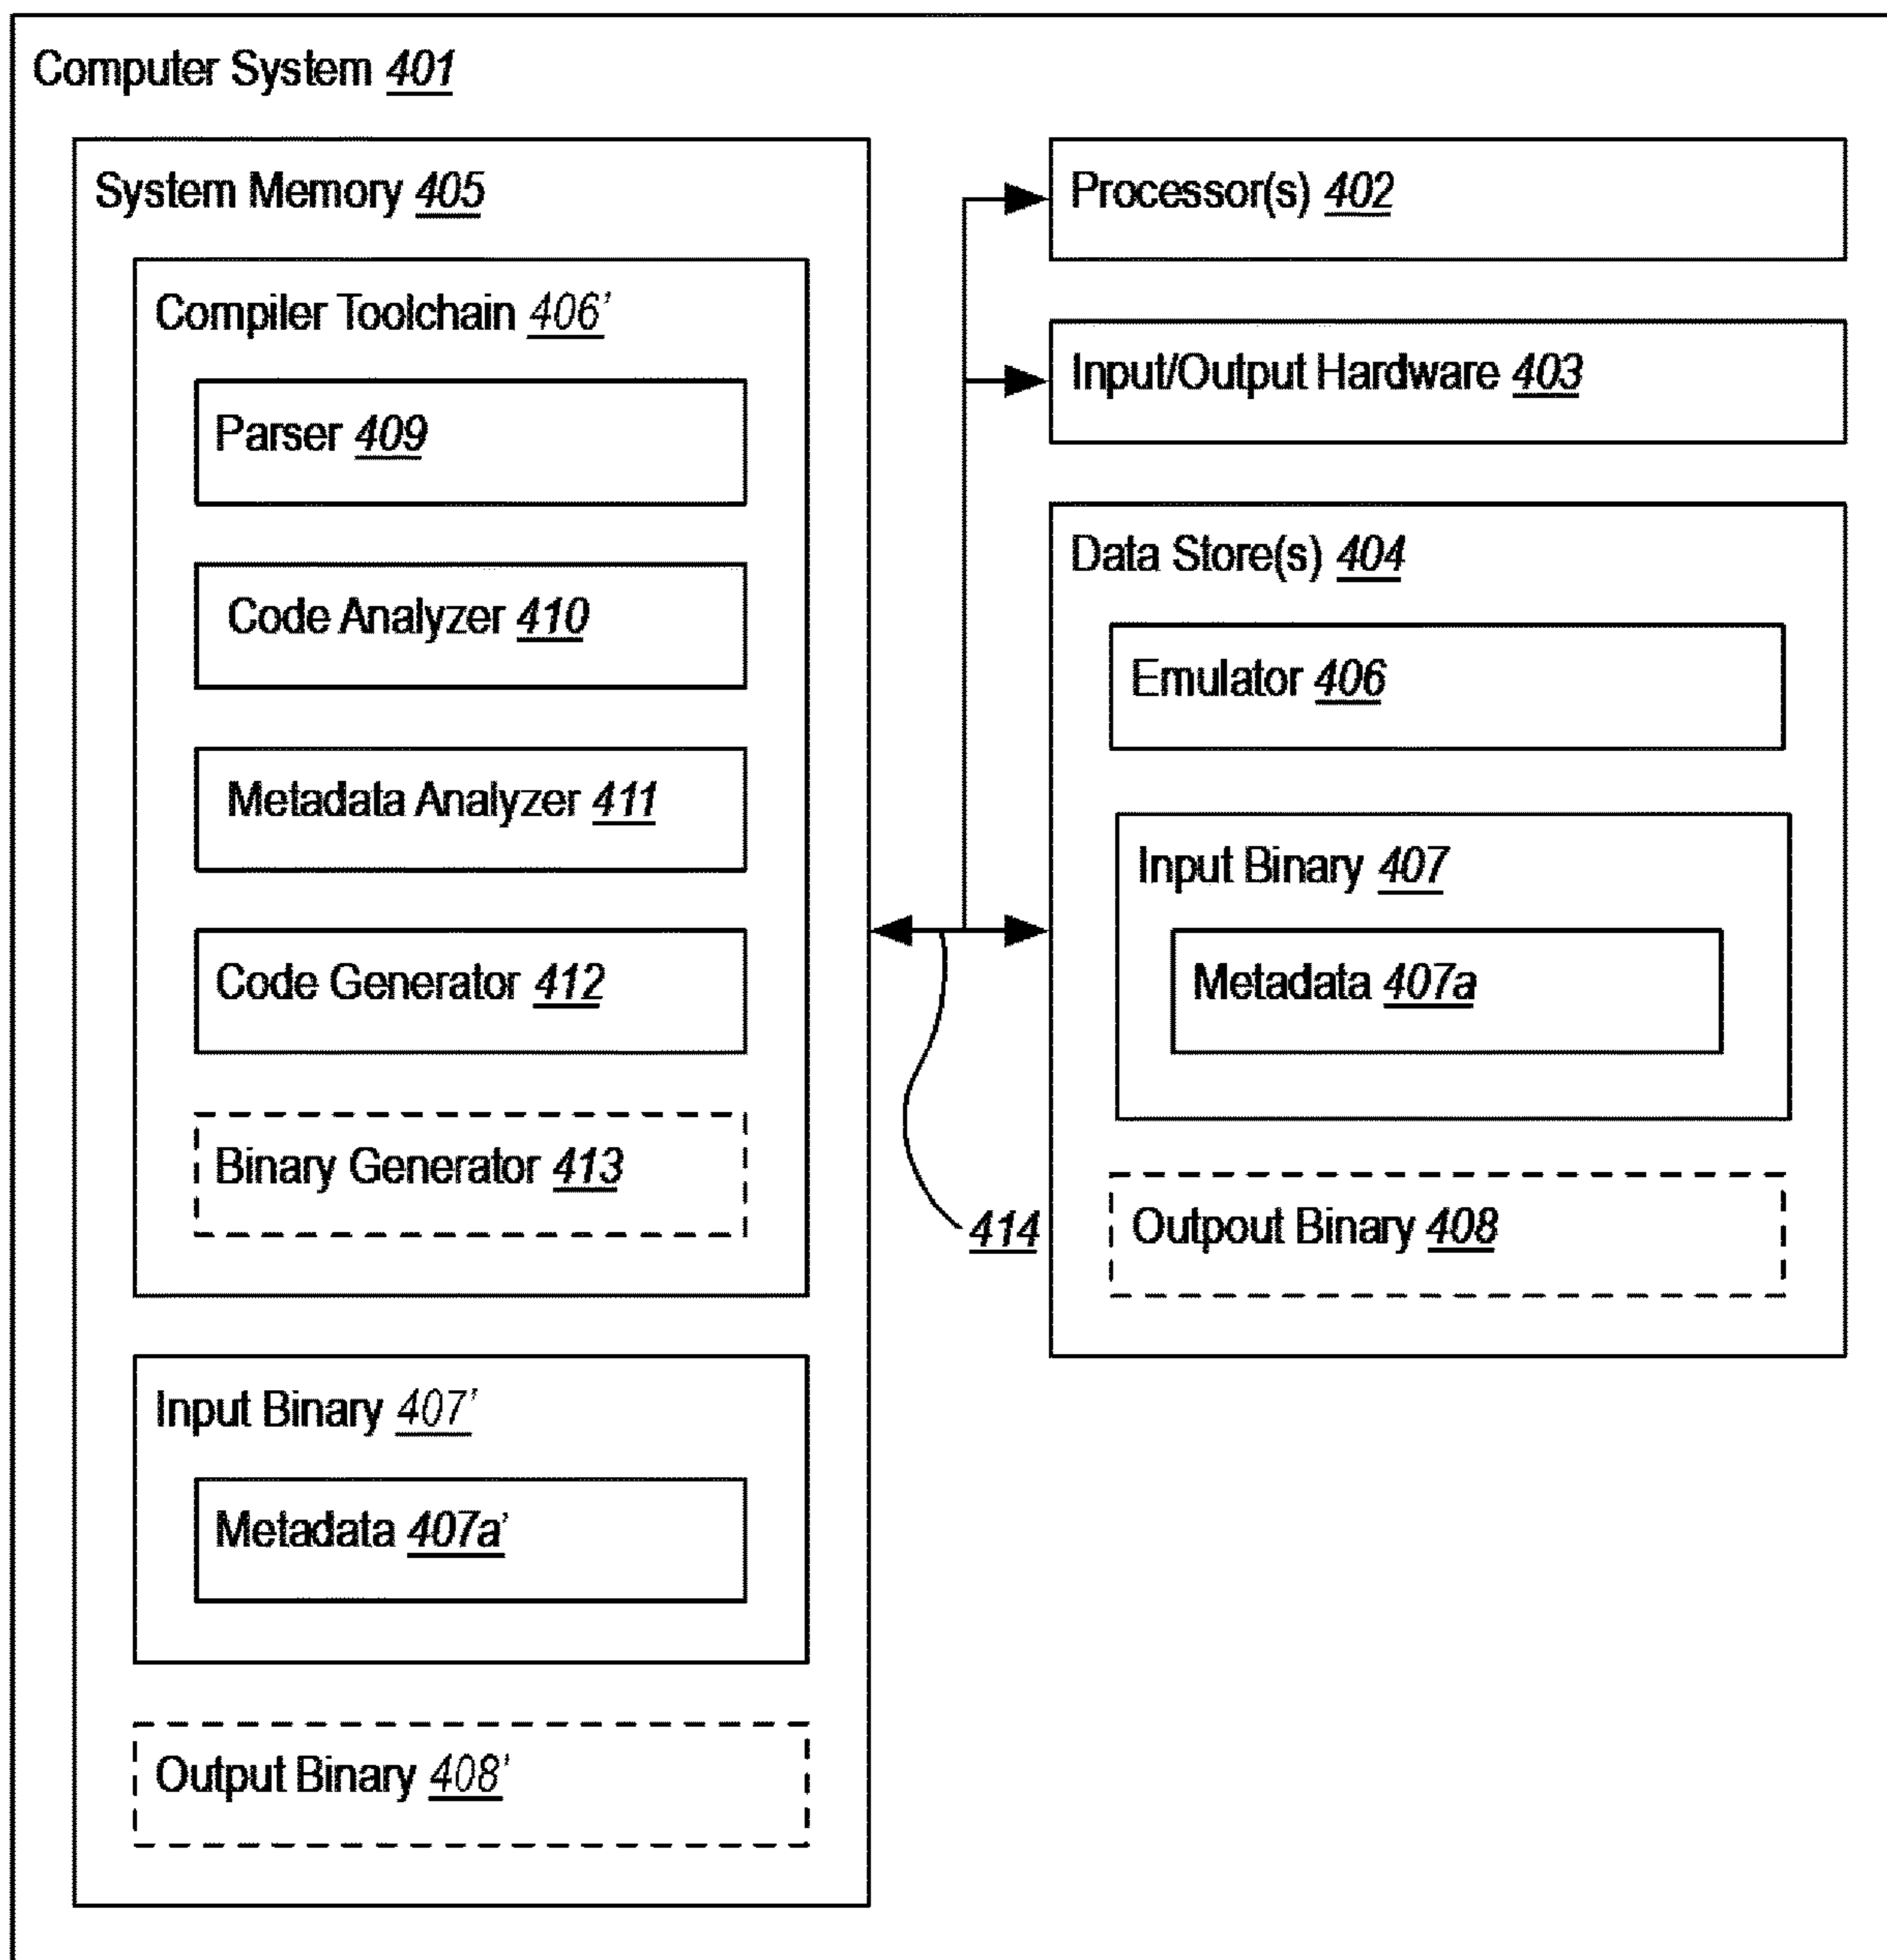 Computer System 401
System Memory 405
Compiler Toolchain 406'
Parser 409
Code Analyzer 410
Metadata Analyzer 411
Code Generator 412
Binary Generator 413
Input Binary 407'
Metadata 407a'
Output Binary 408'
Processor(s) 402
Input/Output Hardware 403
Data Store(s) 404
Emulator 406
Input Binary 407
Metadata 407a
Outpout Binary 408
414